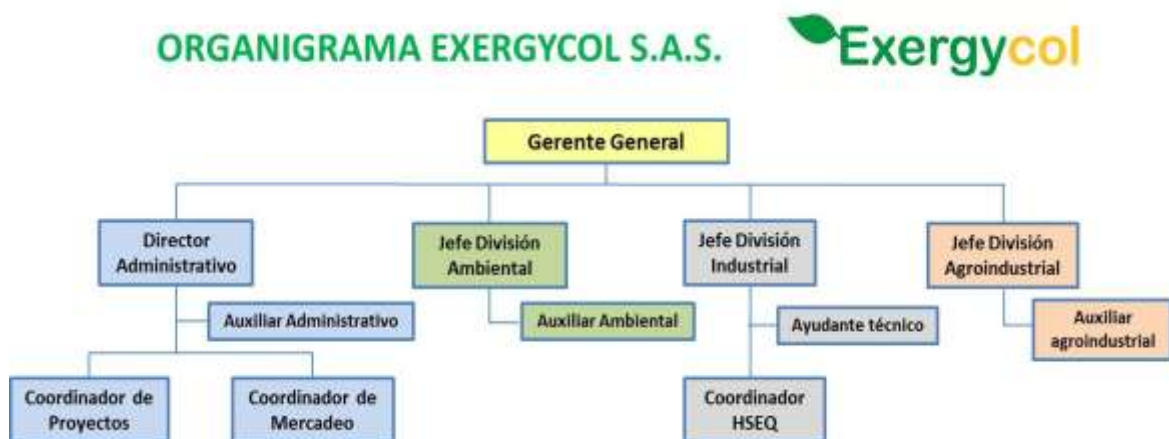 ORGANIGRAMA EXERGYCOL S.A.S.
Exergycol
Gerente General
Director
Administrativo
Jefe División
Ambiental
Jefe División
Industrial
Jefe División
Agroindustrial
Auxiliar Administrativo
Auxiliar Ambiental
Ayudante técnico
Auxiliar
agroindustrial
Coordinador de
Proyectos
Coordinador de
Mercadeo
Coordinador
HSEQ